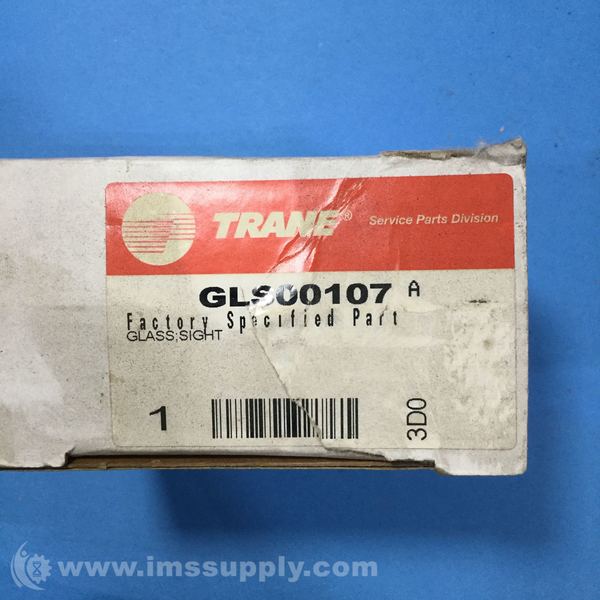 TRANE® Service Parts Division
GLS00107 A
Factory Specified Part
GLASS;SIGHT
1
3D0
www.imssupply.com